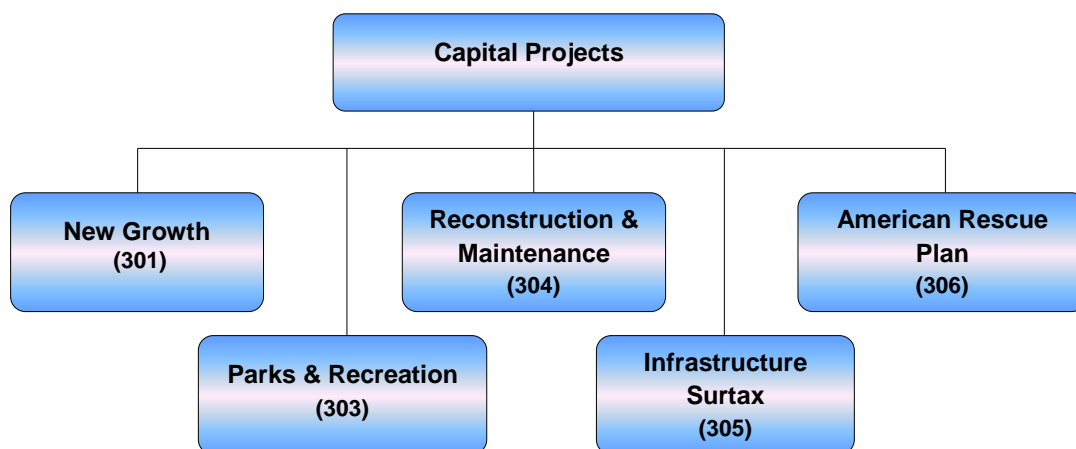 Capital Projects
New Growth
(301)
Reconstruction &
Maintenance
(304)
American Rescue
Plan
(306)
Parks & Recreation
(303)
Infrastructure
Surtax
(305)